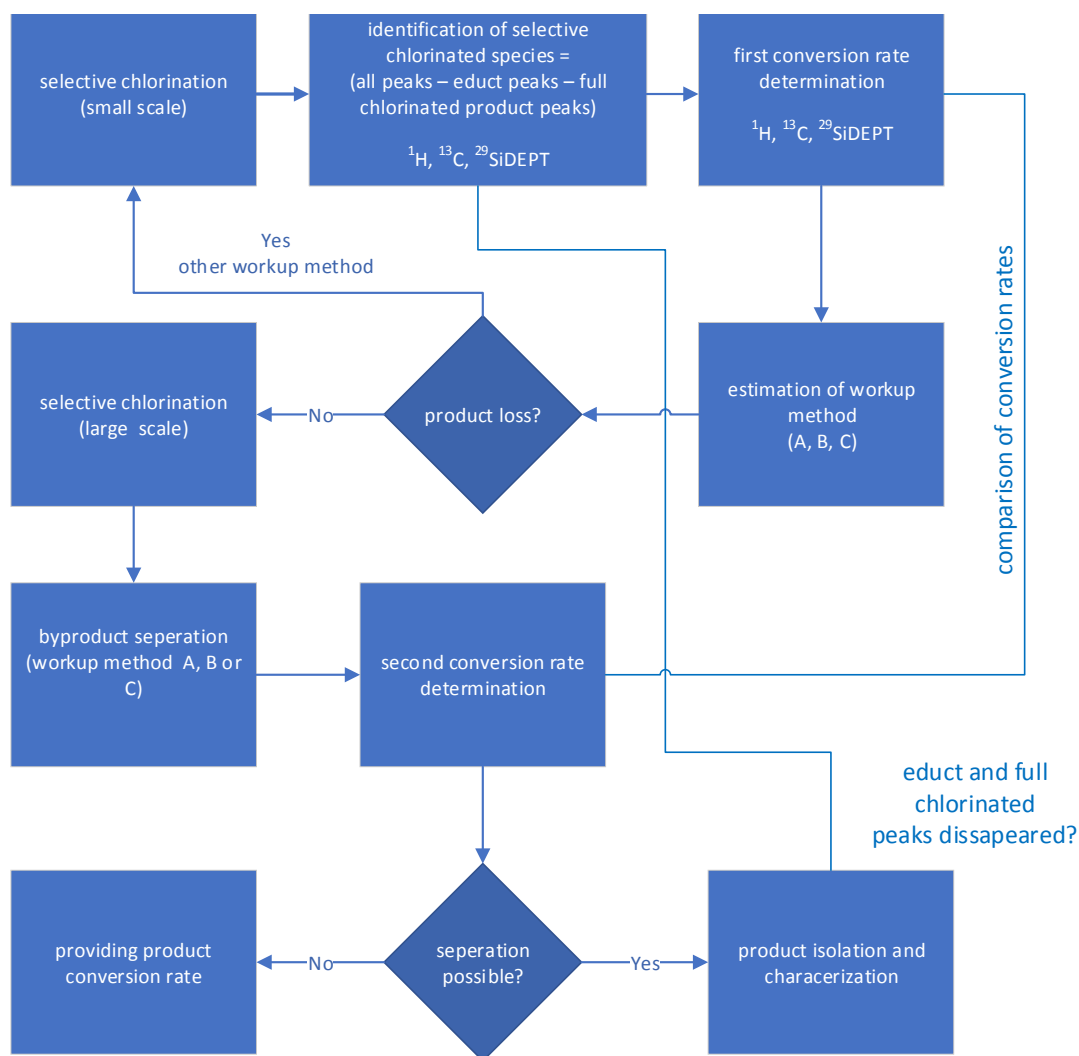 selective chlorination
(small scale)
identification of selective
chlorinated species =
(all peaks – educt peaks – full
chlorinated product peaks)
¹H, ¹³C, ²⁹SiDEPT
first conversion rate
determination
¹H, ¹³C, ²⁹SiDEPT
Yes
other workup method
selective chlorination
(large scale)
No
product loss?
estimation of workup
method
(A, B, C)
comparison of conversion rates
byproduct seperation
(workup method A, B or
C)
second conversion rate
determination
educt and full
chlorinated
peaks dissapeared?
providing product
conversion rate
No
seperation
possible?
Yes
product isolation and
characerization